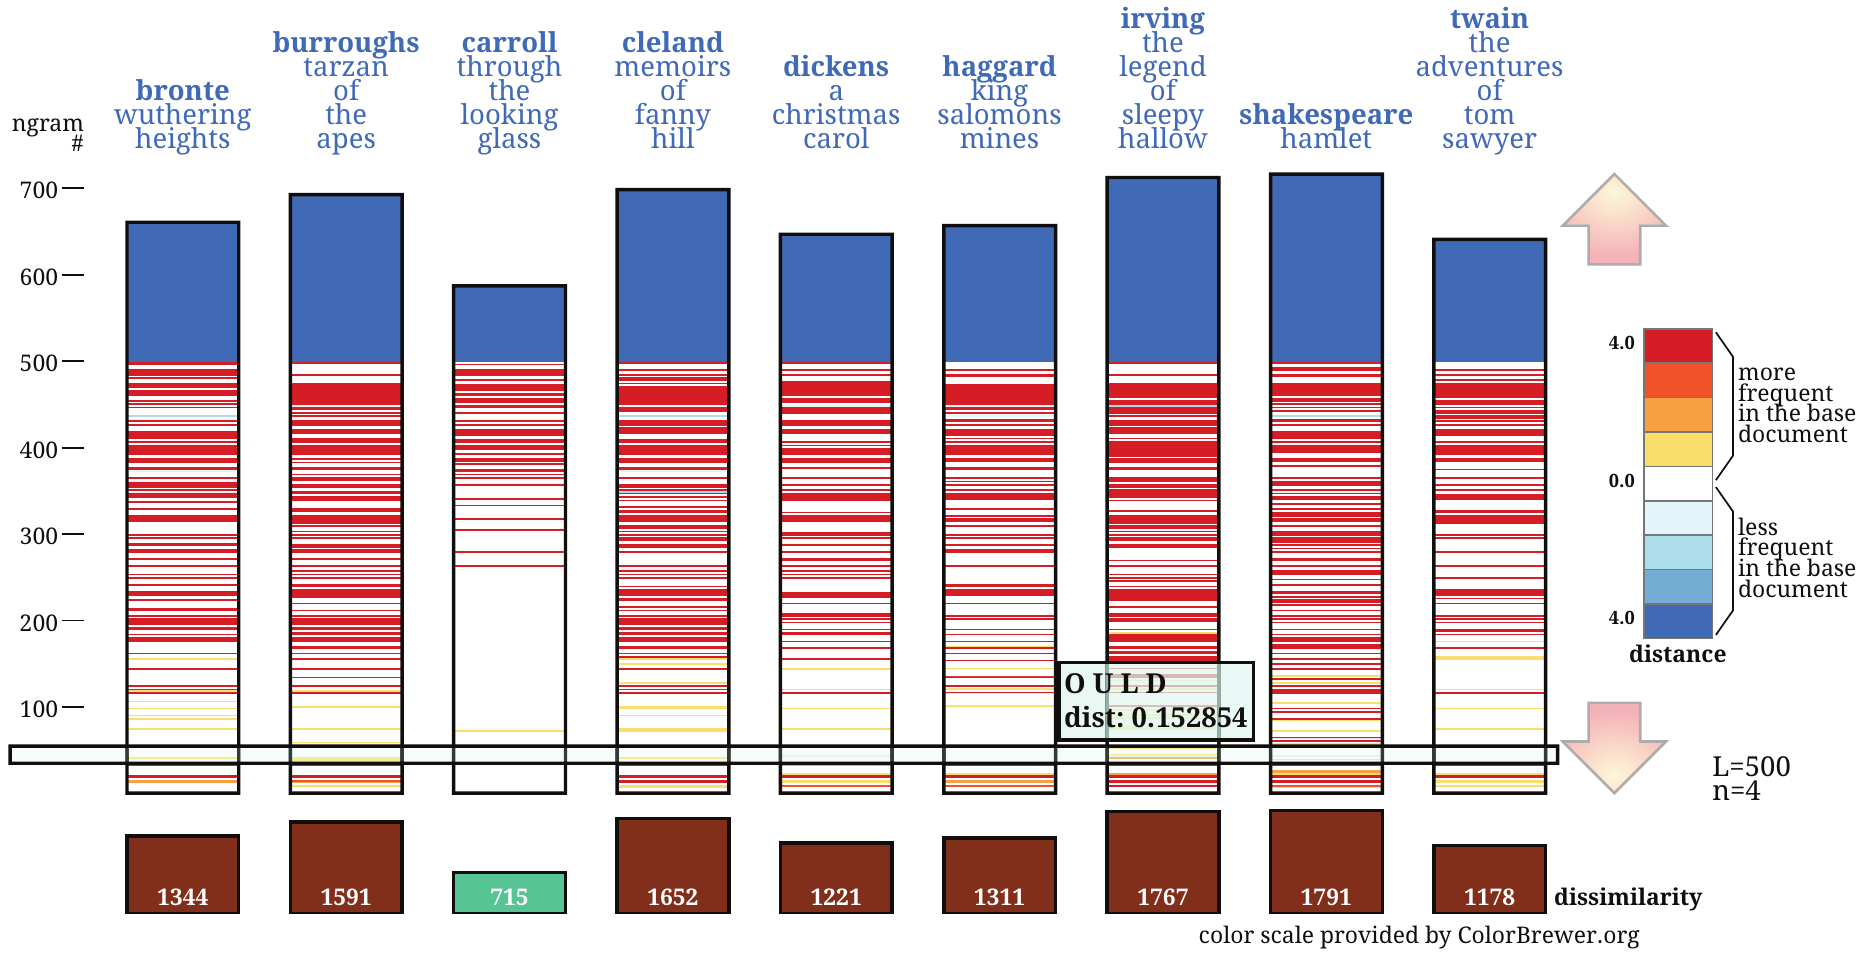 bronte
wuthering
heights
burroughs
tarzan
of
the
apes
carroll
through
the
looking
glass
cleland
memoirs
of
fanny
hill
dickens
a
christmas
carol
haggard
king
salomons
mines
irving
the
legend
of
sleepy
hallow
shakespeare
hamlet
twain
the
adventures
of
tom
sawyer
ngram
#
700
600
500
400
300
200
100
O U L D
dist: 0.152854
4.0
0.0
4.0
more
frequent
in the base
document
less
frequent
in the base
document
distance
L=500
n=4
1344
1591
715
1652
1221
1311
1767
1791
1178
dissimilarity
color scale provided by ColorBrewer.org